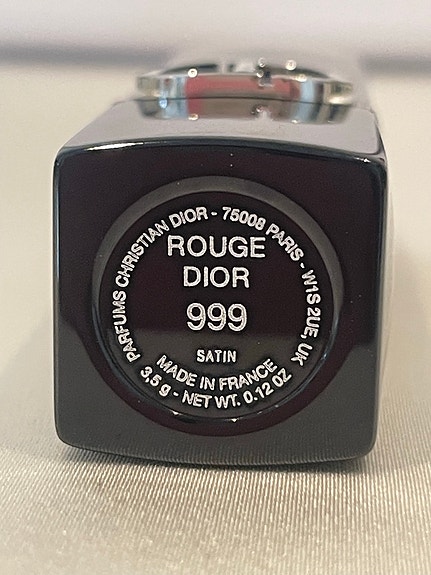 PARFUMS CHRISTIAN DIOR - 75008 PARIS - W1S 2UE, UK
ROUGE
DIOR
999
SATIN
MADE IN FRANCE
3,5 g - NET WT. 0.12 OZ